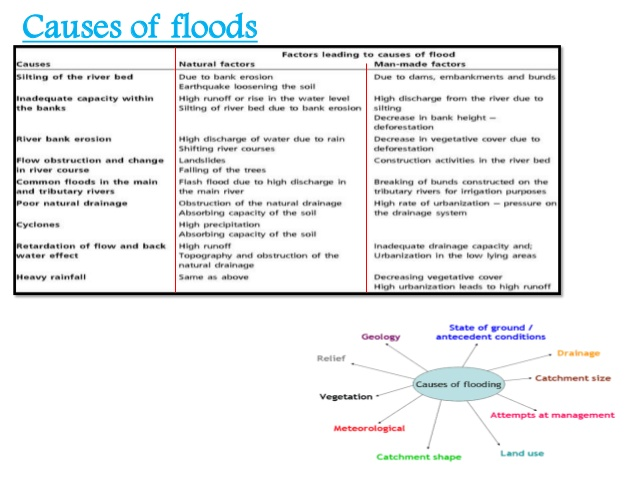 Causes of floods
Factors leading to causes of flood
Causes Natural factors Man-made factors
Silting of the river bed Due to bank erosion Due to dams, embankments and bunds
Earthquake loosening the soil
Inadequate capacity within High runoff or rise in the water level High discharge from the river due to
the banks Silting of river bed due to bank erosion silting
Decrease in bank height –
deforestation
River bank erosion High discharge of water due to rain Decrease in vegetative cover due to
Shifting river courses deforestation
Flow obstruction and change Landslides Construction activities in the river bed
in river course Falling of the trees
Common floods in the main Flash flood due to high discharge in Breaking of bunds constructed on the
and tributary rivers the main river tributary rivers for irrigation purposes
Poor natural drainage Obstruction of the natural drainage High rate of urbanization – pressure on
Absorbing capacity of the soil the drainage system
Cyclones High precipitation
Absorbing capacity of the soil
Retardation of flow and back High runoff Inadequate drainage capacity and;
water effect Topography and obstruction of the Urbanization in the low lying areas
natural drainage
Heavy rainfall Same as above Decreasing vegetative cover
High urbanization leads to high runoff
State of ground /
Geology antecedent conditions
Drainage
Relief
Catchment size
Causes of flooding
Vegetation
Attempts at management
Meteorological
Land use
Catchment shape